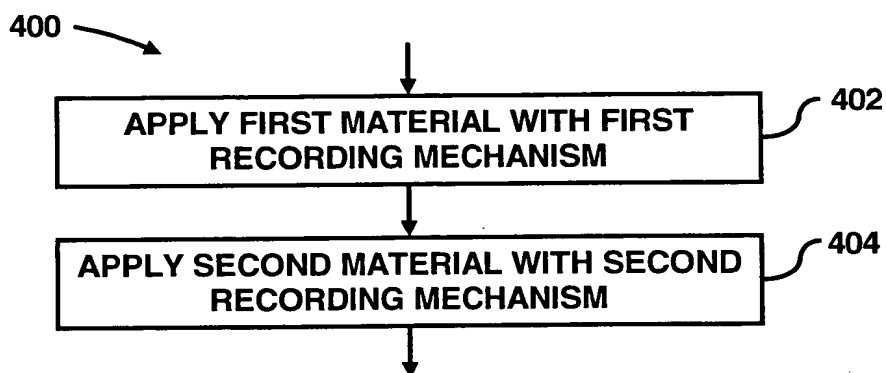 400
APPLY FIRST MATERIAL WITH FIRST
RECORDING MECHANISM
402
APPLY SECOND MATERIAL WITH SECOND
RECORDING MECHANISM
404